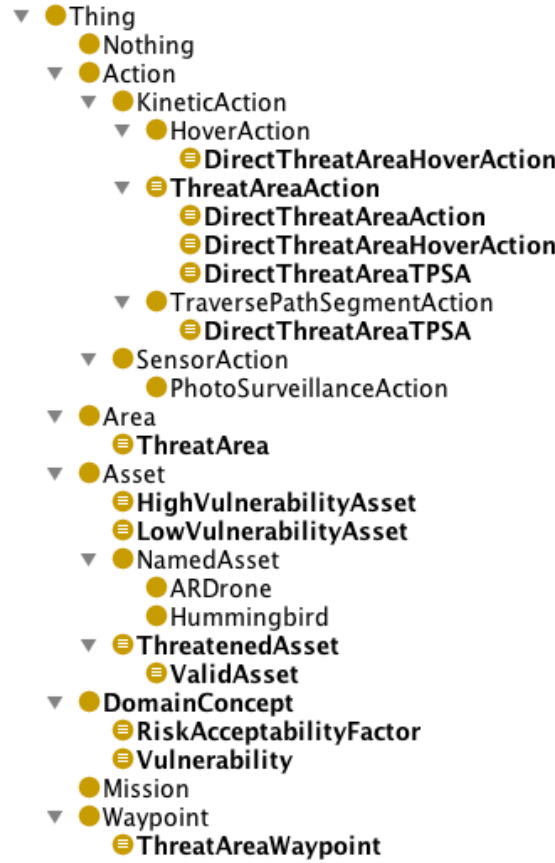 Thing
Nothing
Action
KineticAction
HoverAction
DirectThreatAreaHoverAction
ThreatAreaAction
DirectThreatAreaAction
DirectThreatAreaHoverAction
DirectThreatAreaTPSA
TraversePathSegmentAction
DirectThreatAreaTPSA
SensorAction
PhotoSurveillanceAction
Area
ThreatArea
Asset
HighVulnerabilityAsset
LowVulnerabilityAsset
NamedAsset
ARDrone
Hummingbird
ThreatenedAsset
ValidAsset
DomainConcept
RiskAcceptabilityFactor
Vulnerability
Mission
Waypoint
ThreatAreaWaypoint